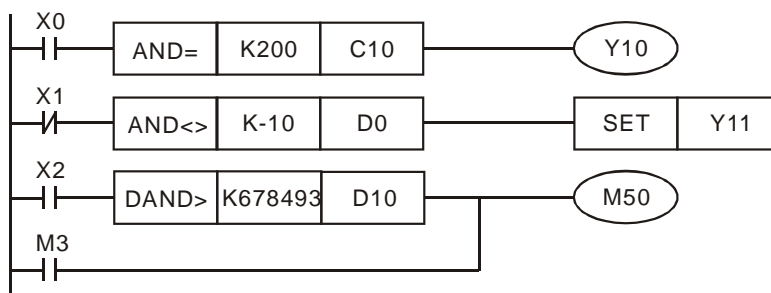 X0
AND= K200 C10 Y10
X1
AND<> K-10 D0 SET Y11
X2
DAND> K678493 D10 M50
M3